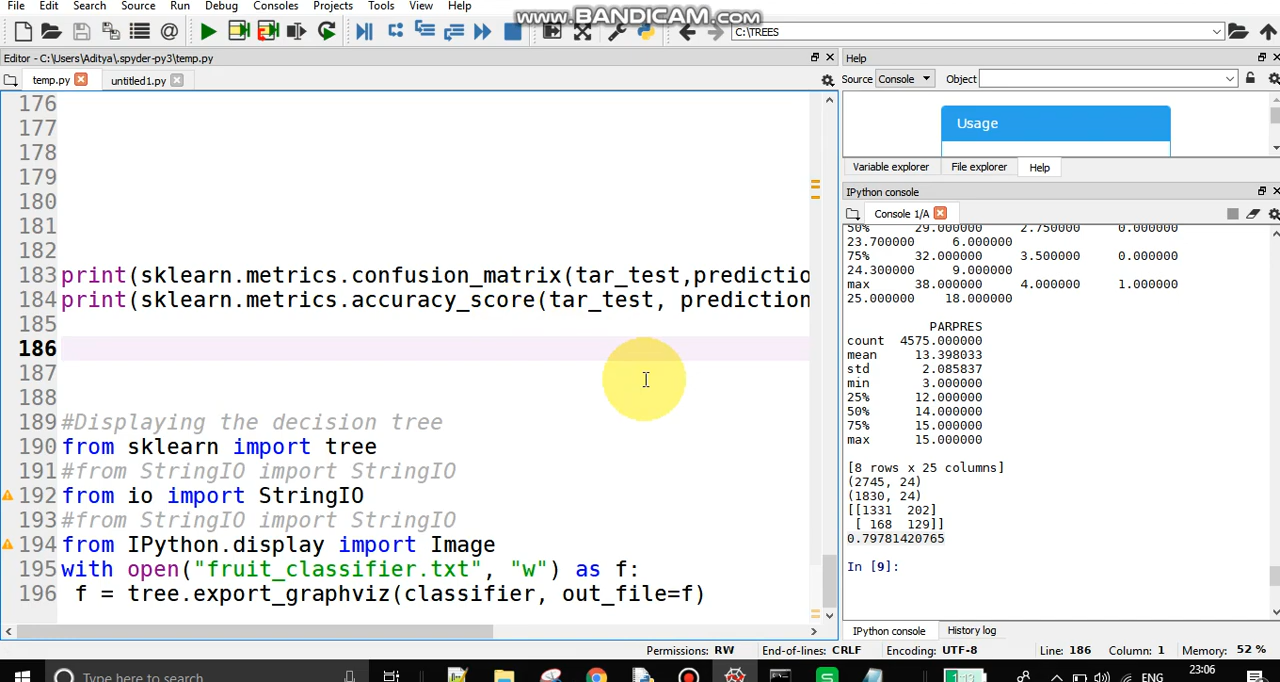 www.BANDICAM.com
File Edit Search Source Run Debug Consoles Projects Tools View Help
C:\TREES
Editor - C:\Users\Aditya\.spyder-py3\temp.py
temp.py untitled1.py
176
177
178
179
180
181
182
183 print(sklearn.metrics.confusion_matrix(tar_test,predictio
184 print(sklearn.metrics.accuracy_score(tar_test, prediction
185
186
187
188
189 #Displaying the decision tree
190 from sklearn import tree
191 #from StringIO import StringIO
192 from io import StringIO
193 #from StringIO import StringIO
194 from IPython.display import Image
195 with open("fruit_classifier.txt", "w") as f:
196 f = tree.export_graphviz(classifier, out_file=f)
Help
Source Console Object
Usage
Variable explorer File explorer Help
IPython console
Console 1/A
50% 29.000000 2.750000 0.000000
23.700000 6.000000
75% 32.000000 3.500000 0.000000
24.300000 9.000000
max 38.000000 4.000000 1.000000
25.000000 18.000000
PARPRES
count 4575.000000
mean 13.398033
std 2.085837
min 3.000000
25% 12.000000
50% 14.000000
75% 15.000000
max 15.000000
[8 rows x 25 columns]
(2745, 24)
(1830, 24)
[[1331 202]
[ 168 129]]
0.79781420765
In [9]:
IPython console History log
Permissions: RW End-of-lines: CRLF Encoding: UTF-8 Line: 186 Column: 1 Memory: 52 %
Type here to search
ENG
23:06